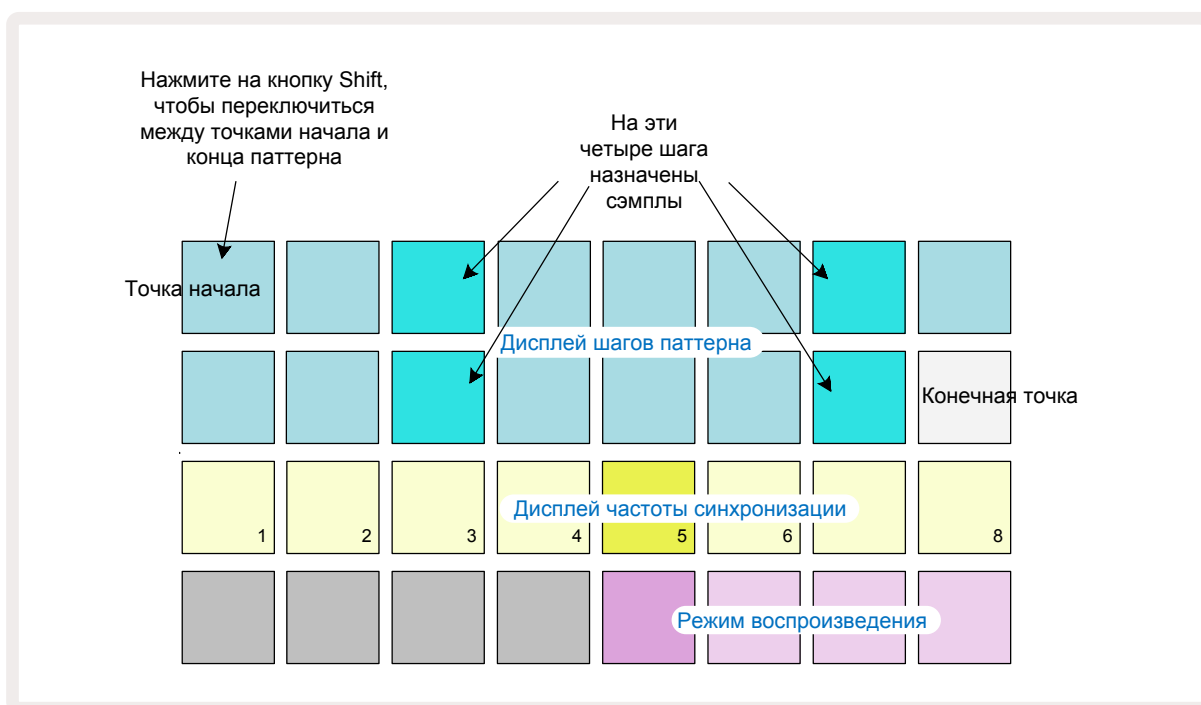 Нажмите на кнопку Shift,
чтобы переключиться
между точками начала и
конца паттерна
На эти
четыре шага
назначены
сэмплы
Точка начала
Дисплей шагов паттерна
Конечная точка
Дисплей частоты синхронизации
1 2 3 4 5 6 8
Режим воспроизведения